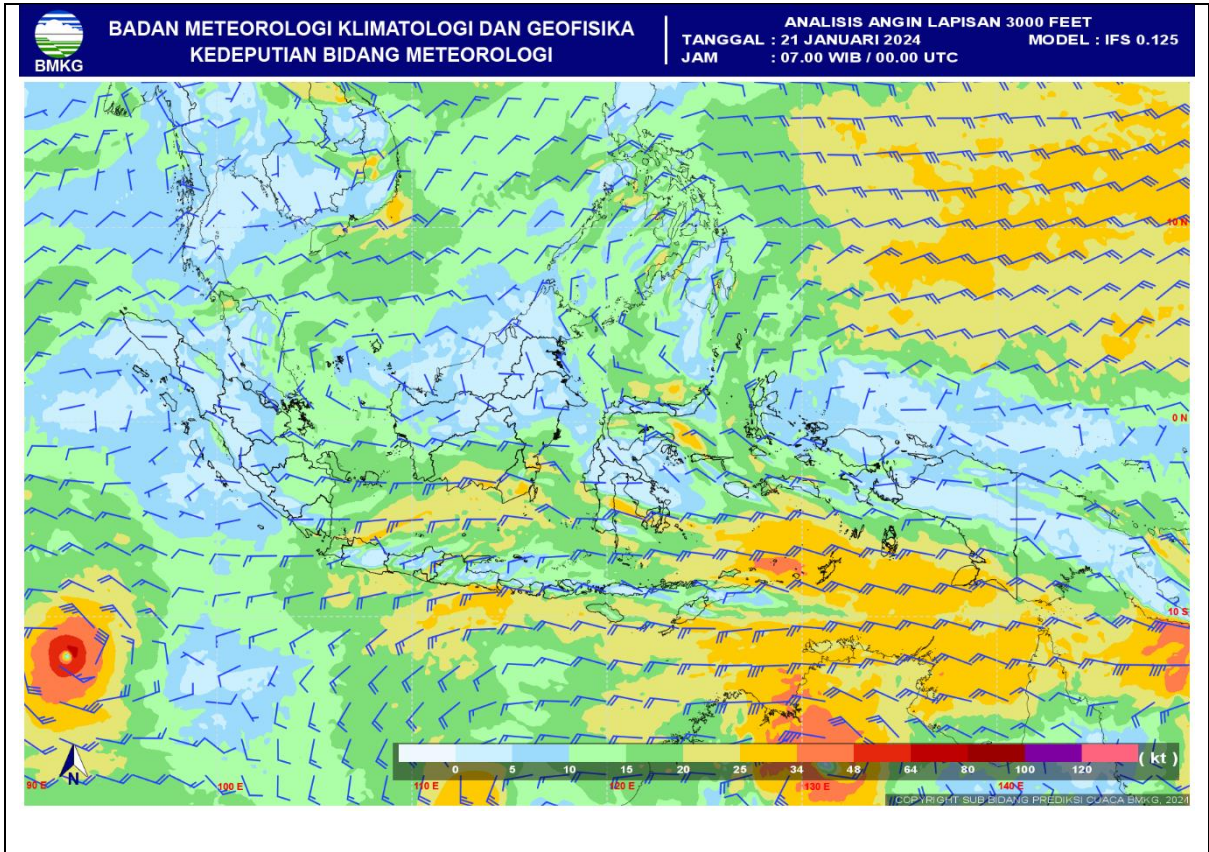 BMKG
BADAN METEOROLOGI KLIMATOLOGI DAN GEOFISIKA
KEDEPUTIAN BIDANG METEOROLOGI
ANALISIS ANGIN LAPISAN 3000 FEET
TANGGAL : 21 JANUARI 2024 MODEL : IFS 0.125
JAM : 07.00 WIB / 00.00 UTC
10 N
0 N
10 S
N
0 5 10 15 20 25 34 48 64 80 100 120 ( kt )
90 E 100 E 110 E 120 E 130 E 140 E
COPYRIGHT SUB BIDANG PREDIKSI CUACA BMKG, 2024